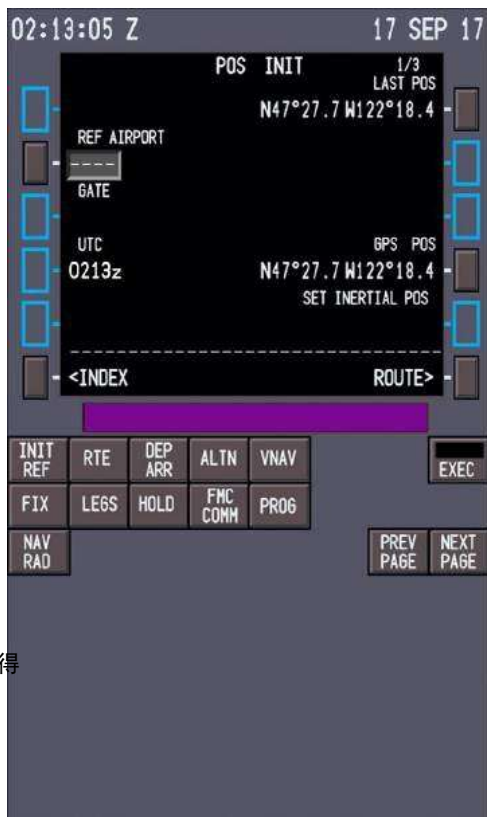 02:13:05 Z 17 SEP 17
POS INIT 1/3
LAST POS
N47°27.7 W122°18.4
REF AIRPORT
----
GATE
UTC GPS POS
0213z N47°27.7 W122°18.4
SET INERTIAL POS
<INDEX ROUTE>
INIT REF RTE DEP ARR ALTN VNAV EXEC
FIX LEGS HOLD FMC COMM PROG
NAV RAD PREV PAGE NEXT PAGE
得